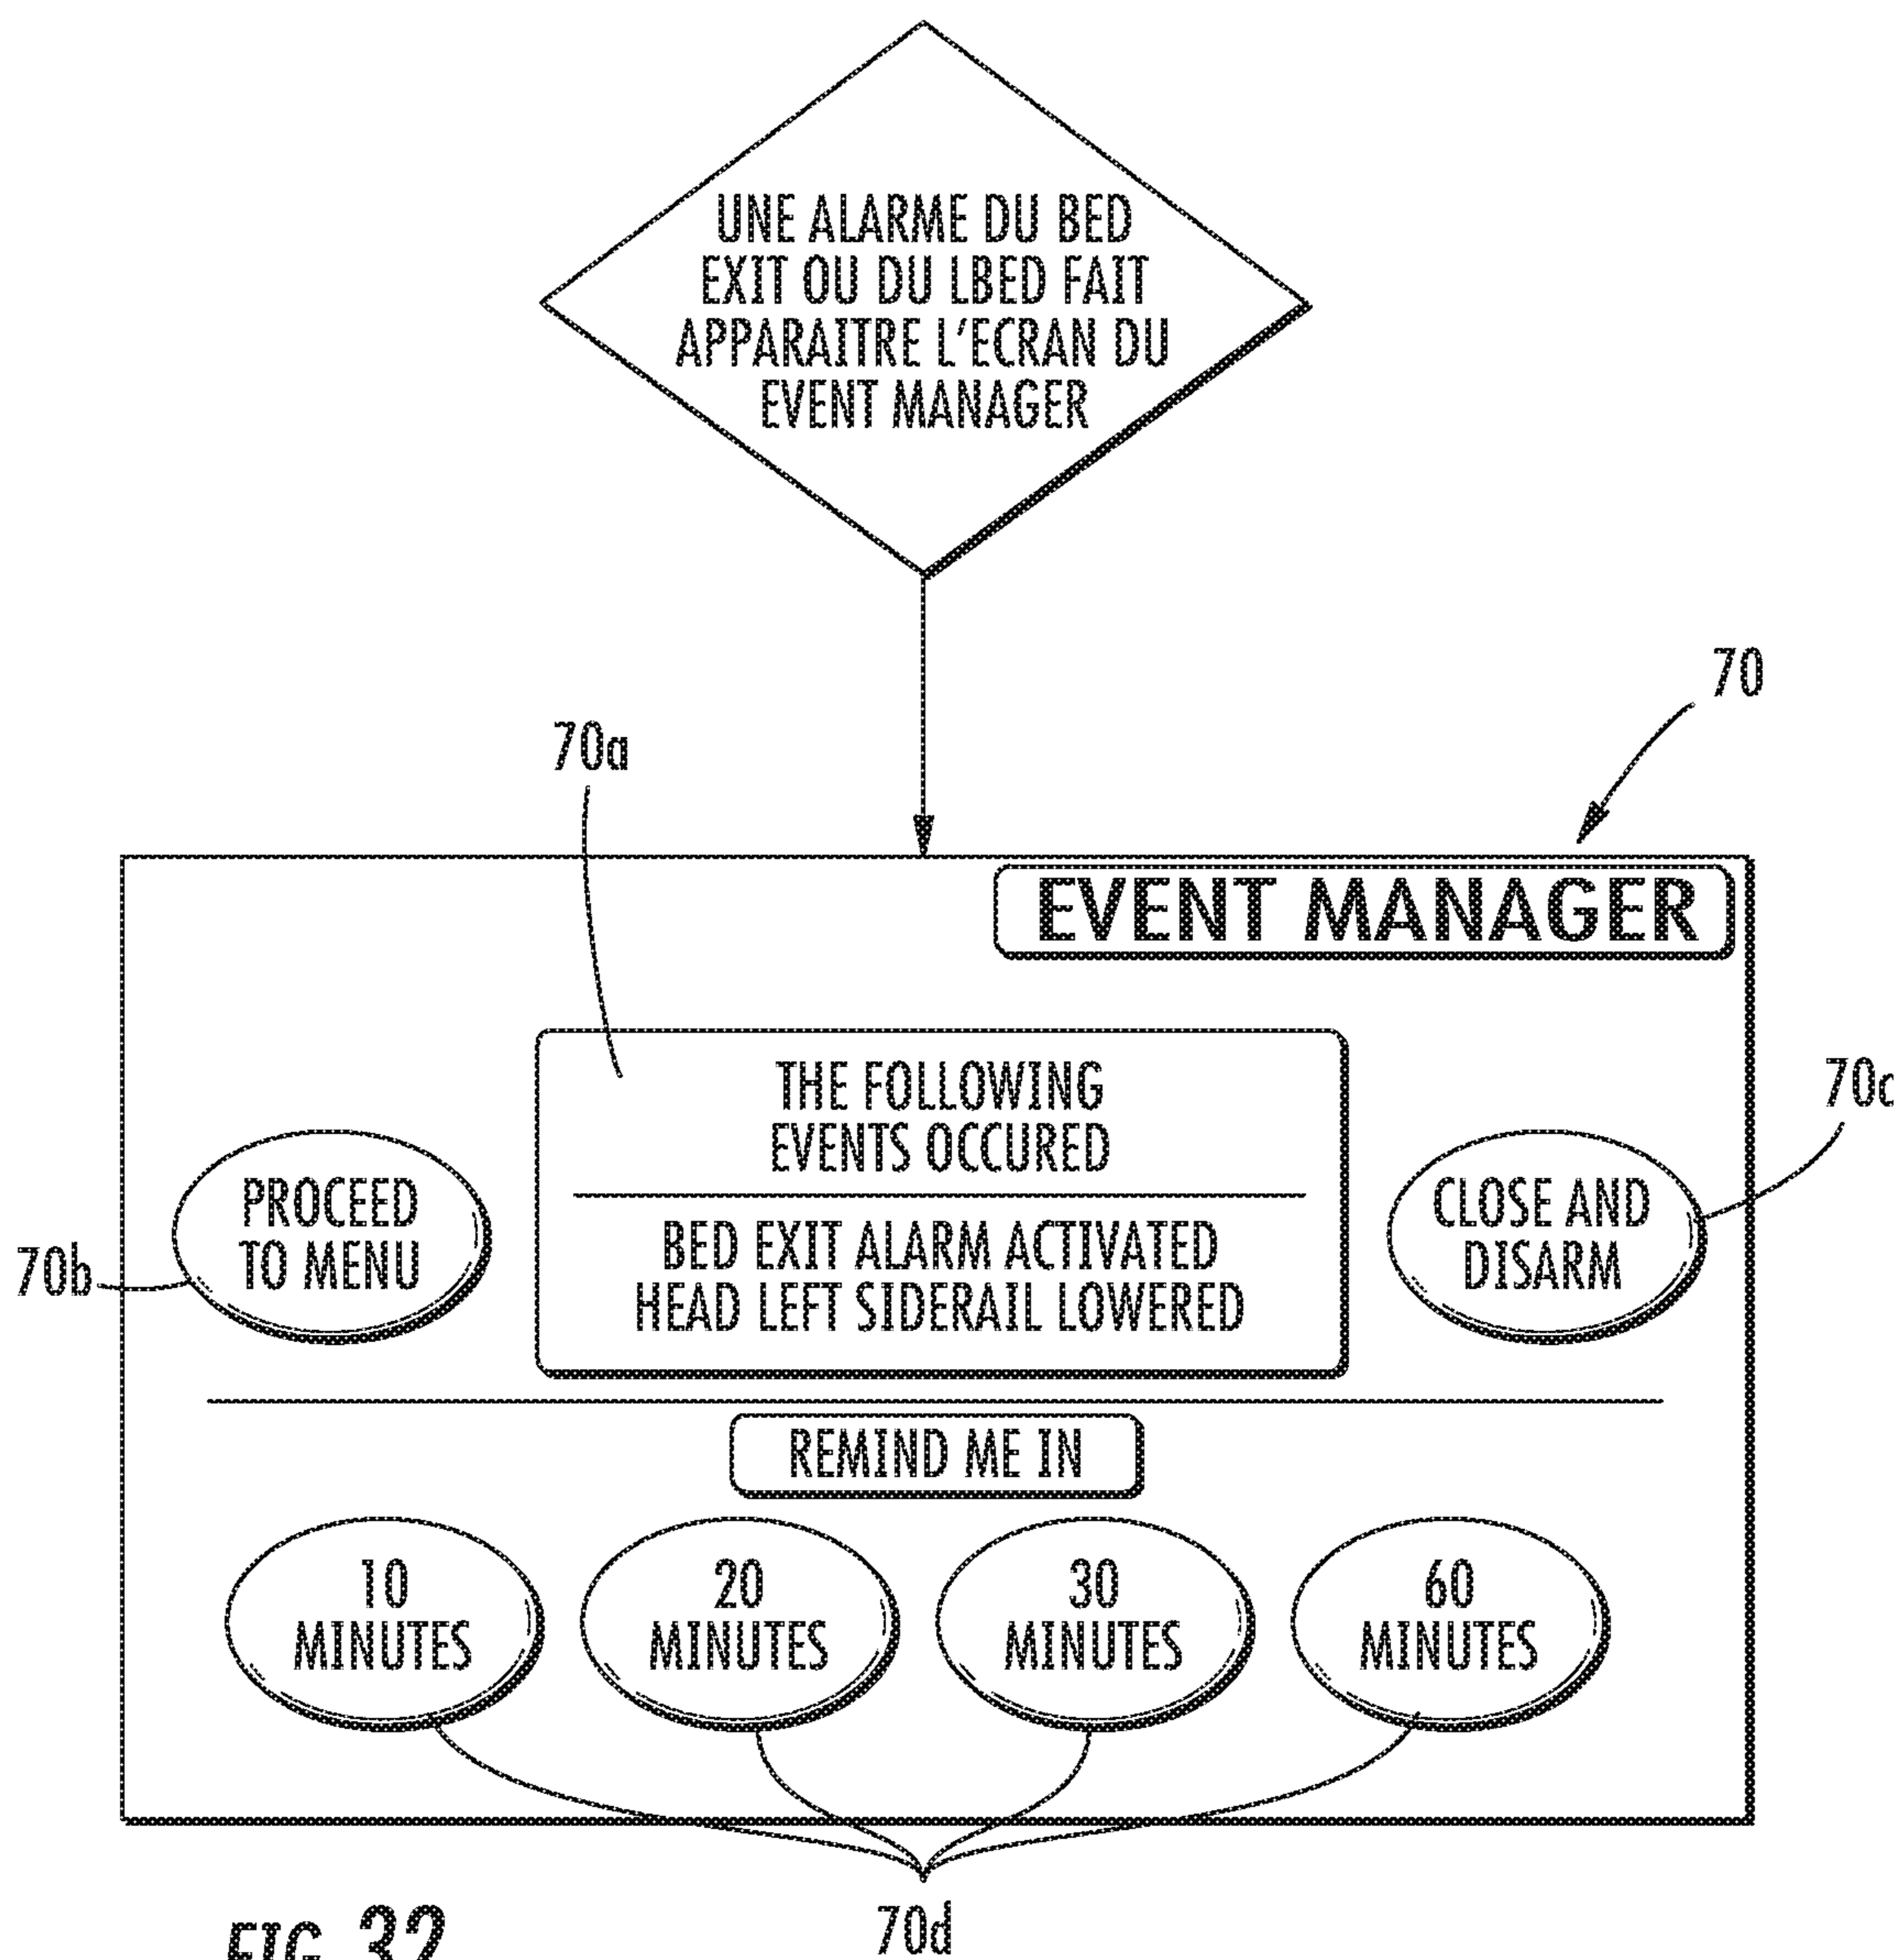 UNE ALARME DU BED
EXIT OU DU LBED FAIT
APPARAITRE L'ECRAN DU
EVENT MANAGER
70
70a
EVENT MANAGER
THE FOLLOWING
EVENTS OCCURED
70c
PROCEED
TO MENU
BED EXIT ALARM ACTIVATED
HEAD LEFT SIDERAIL LOWERED
CLOSE AND
DISARM
70b
REMIND ME IN
10
MINUTES
20
MINUTES
30
MINUTES
60
MINUTES
70d
FIG. 32